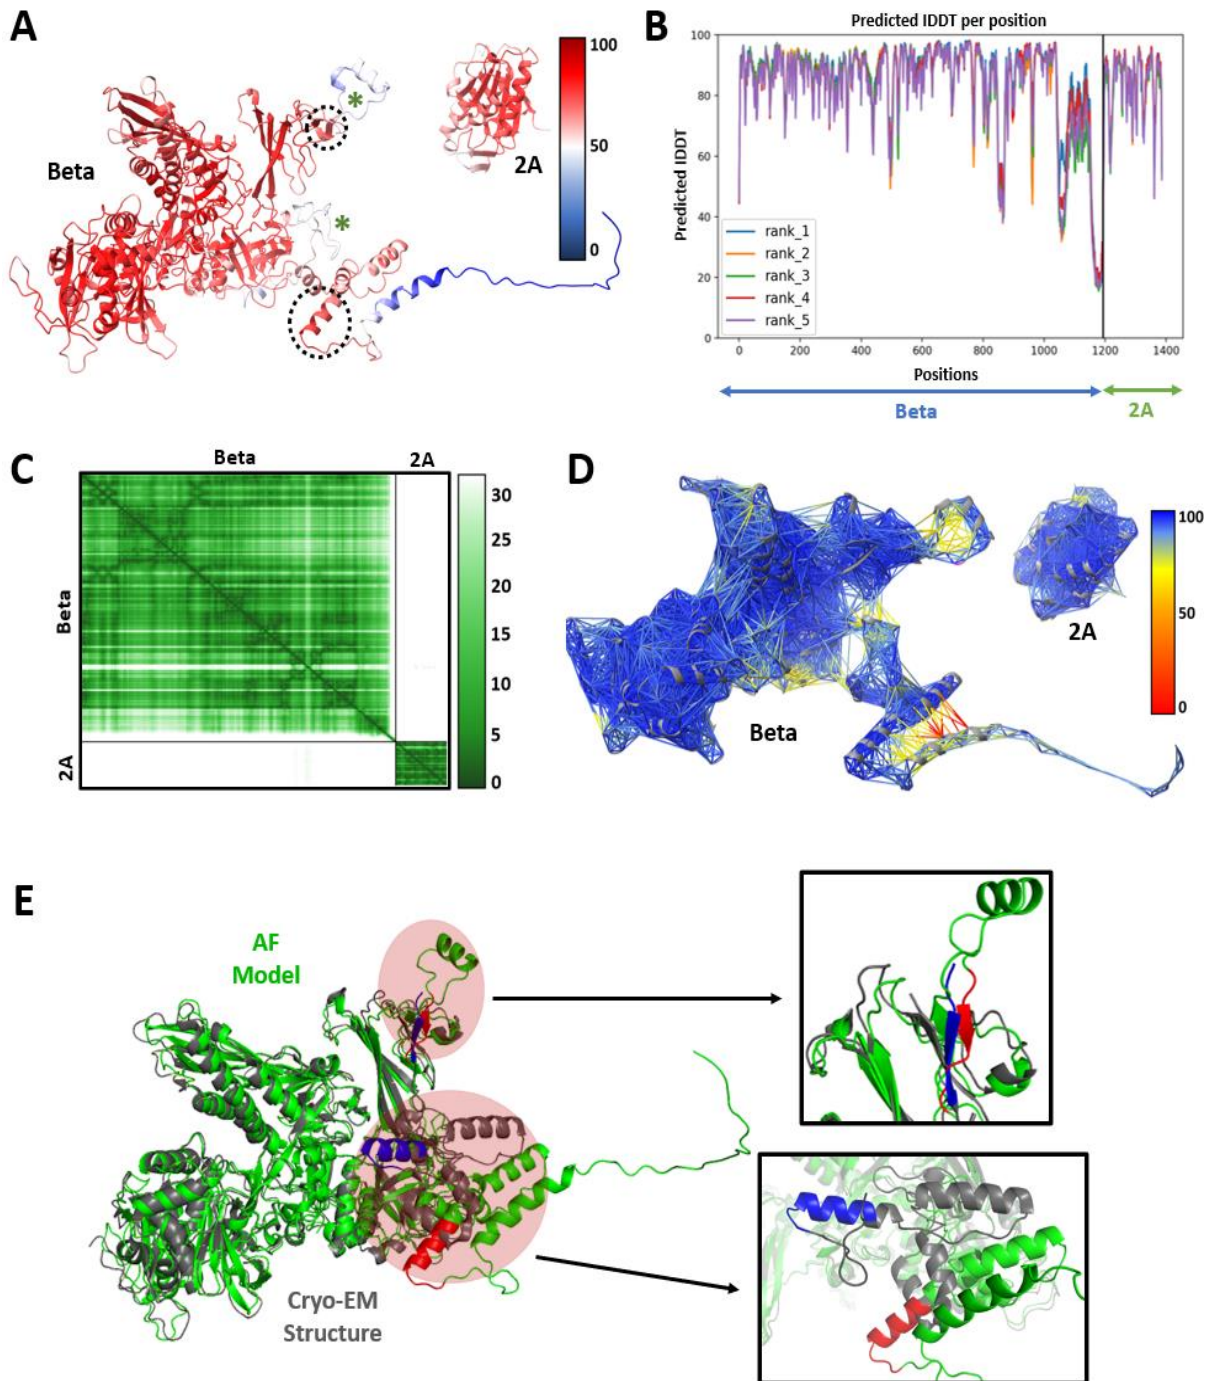 A
Beta
*
*
2A
100
50
0
B
Predicted IDDT per position
Predicted IDDT
100
80
60
40
20
0
rank_1
rank_2
rank_3
rank_4
rank_5
0 200 400 600 800 1000 1200 1400
Positions
Beta
2A
C
Beta
2A
Beta
2A
30
25
20
15
10
5
0
D
Beta
2A
100
50
0
E
AF
Model
Cryo-EM
Structure